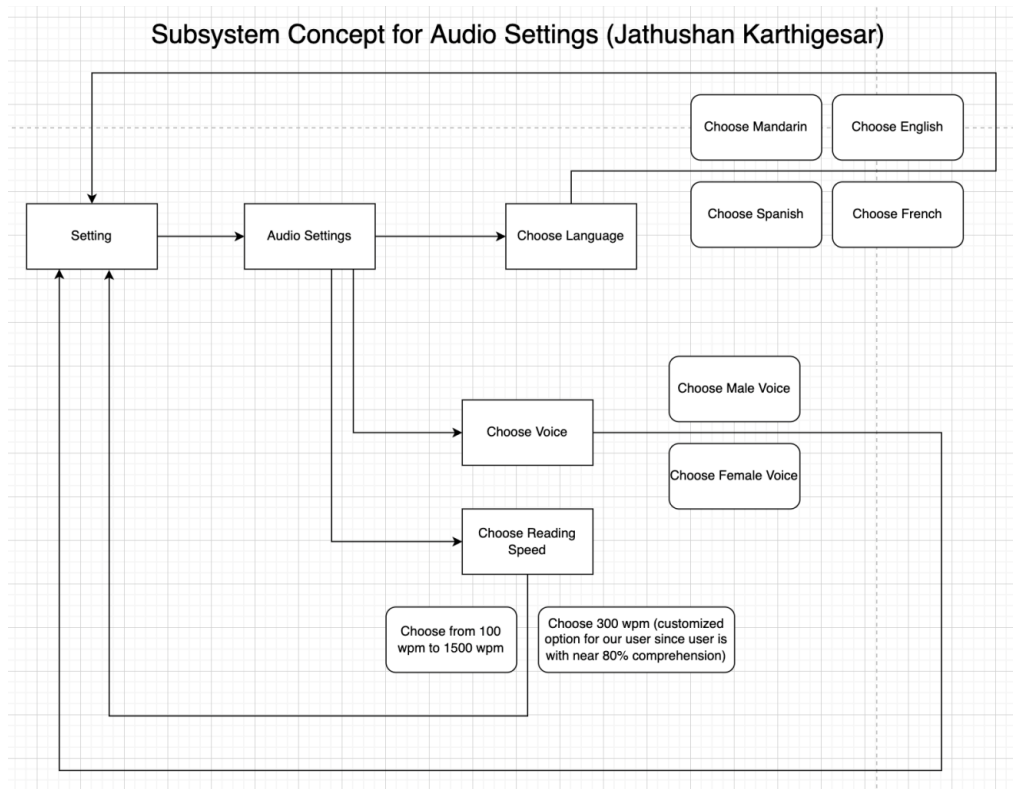 Subsystem Concept for Audio Settings (Jathushan Karthigesar)
Choose Mandarin
Choose English
Setting
Audio Settings
Choose Language
Choose Spanish
Choose French
Choose Male Voice
Choose Voice
Choose Female Voice
Choose Reading
Speed
Choose from 100
wpm to 1500 wpm
Choose 300 wpm (customized
option for our user since user is
with near 80% comprehension)